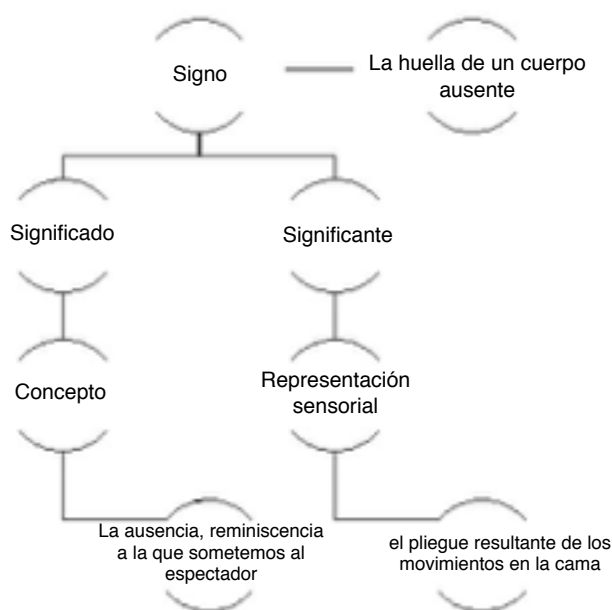 Signo
La huella de un cuerpo
ausente
Significado
Significante
Concepto
Representación
sensorial
La ausencia, reminiscencia
a la que sometemos al
espectador
el pliegue resultante de los
movimientos en la cama